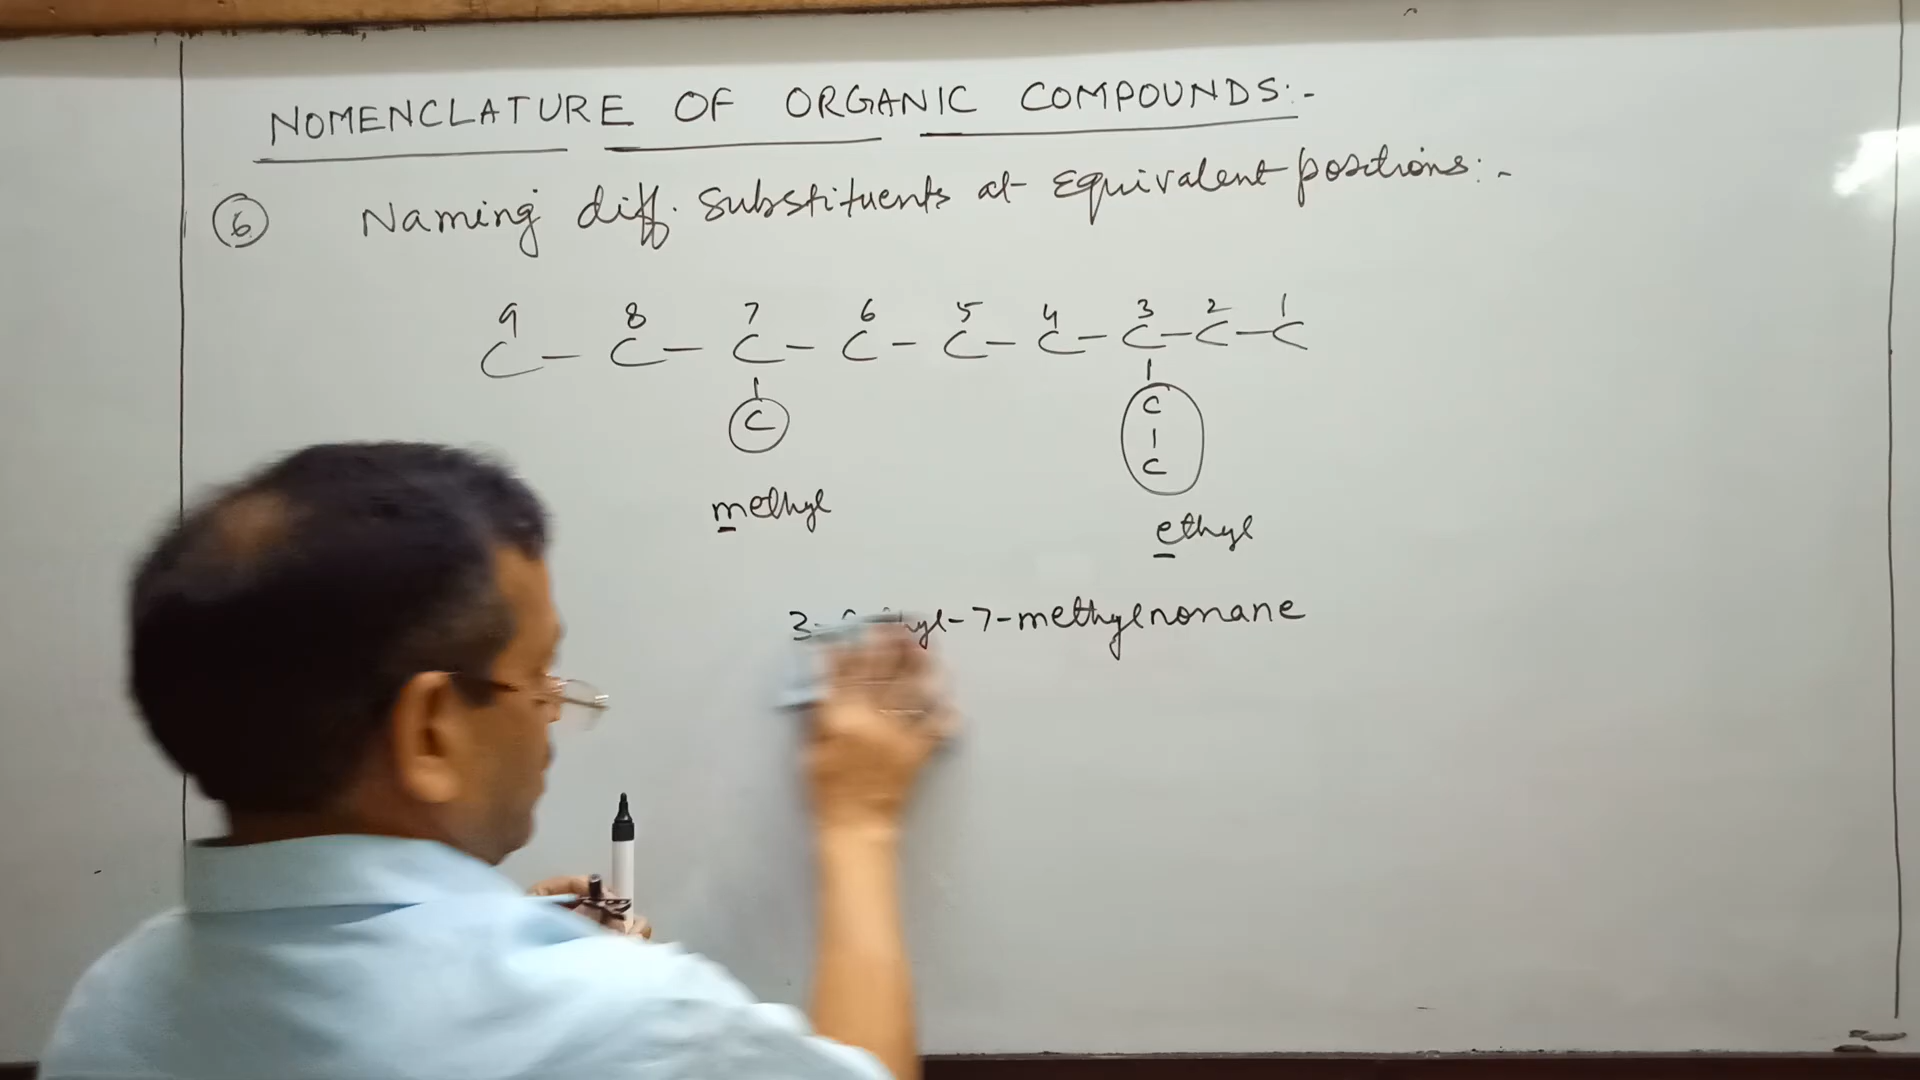 NOMENCLATURE OF ORGANIC COMPOUNDS:-
6 Naming diff. substituents at equivalent positions:-
9 8 7 6 5 4 3 2 1
C - C - C - C - C - C - C - C - C
C
C
C
methyl
ethyl
3- -7-methylnonane